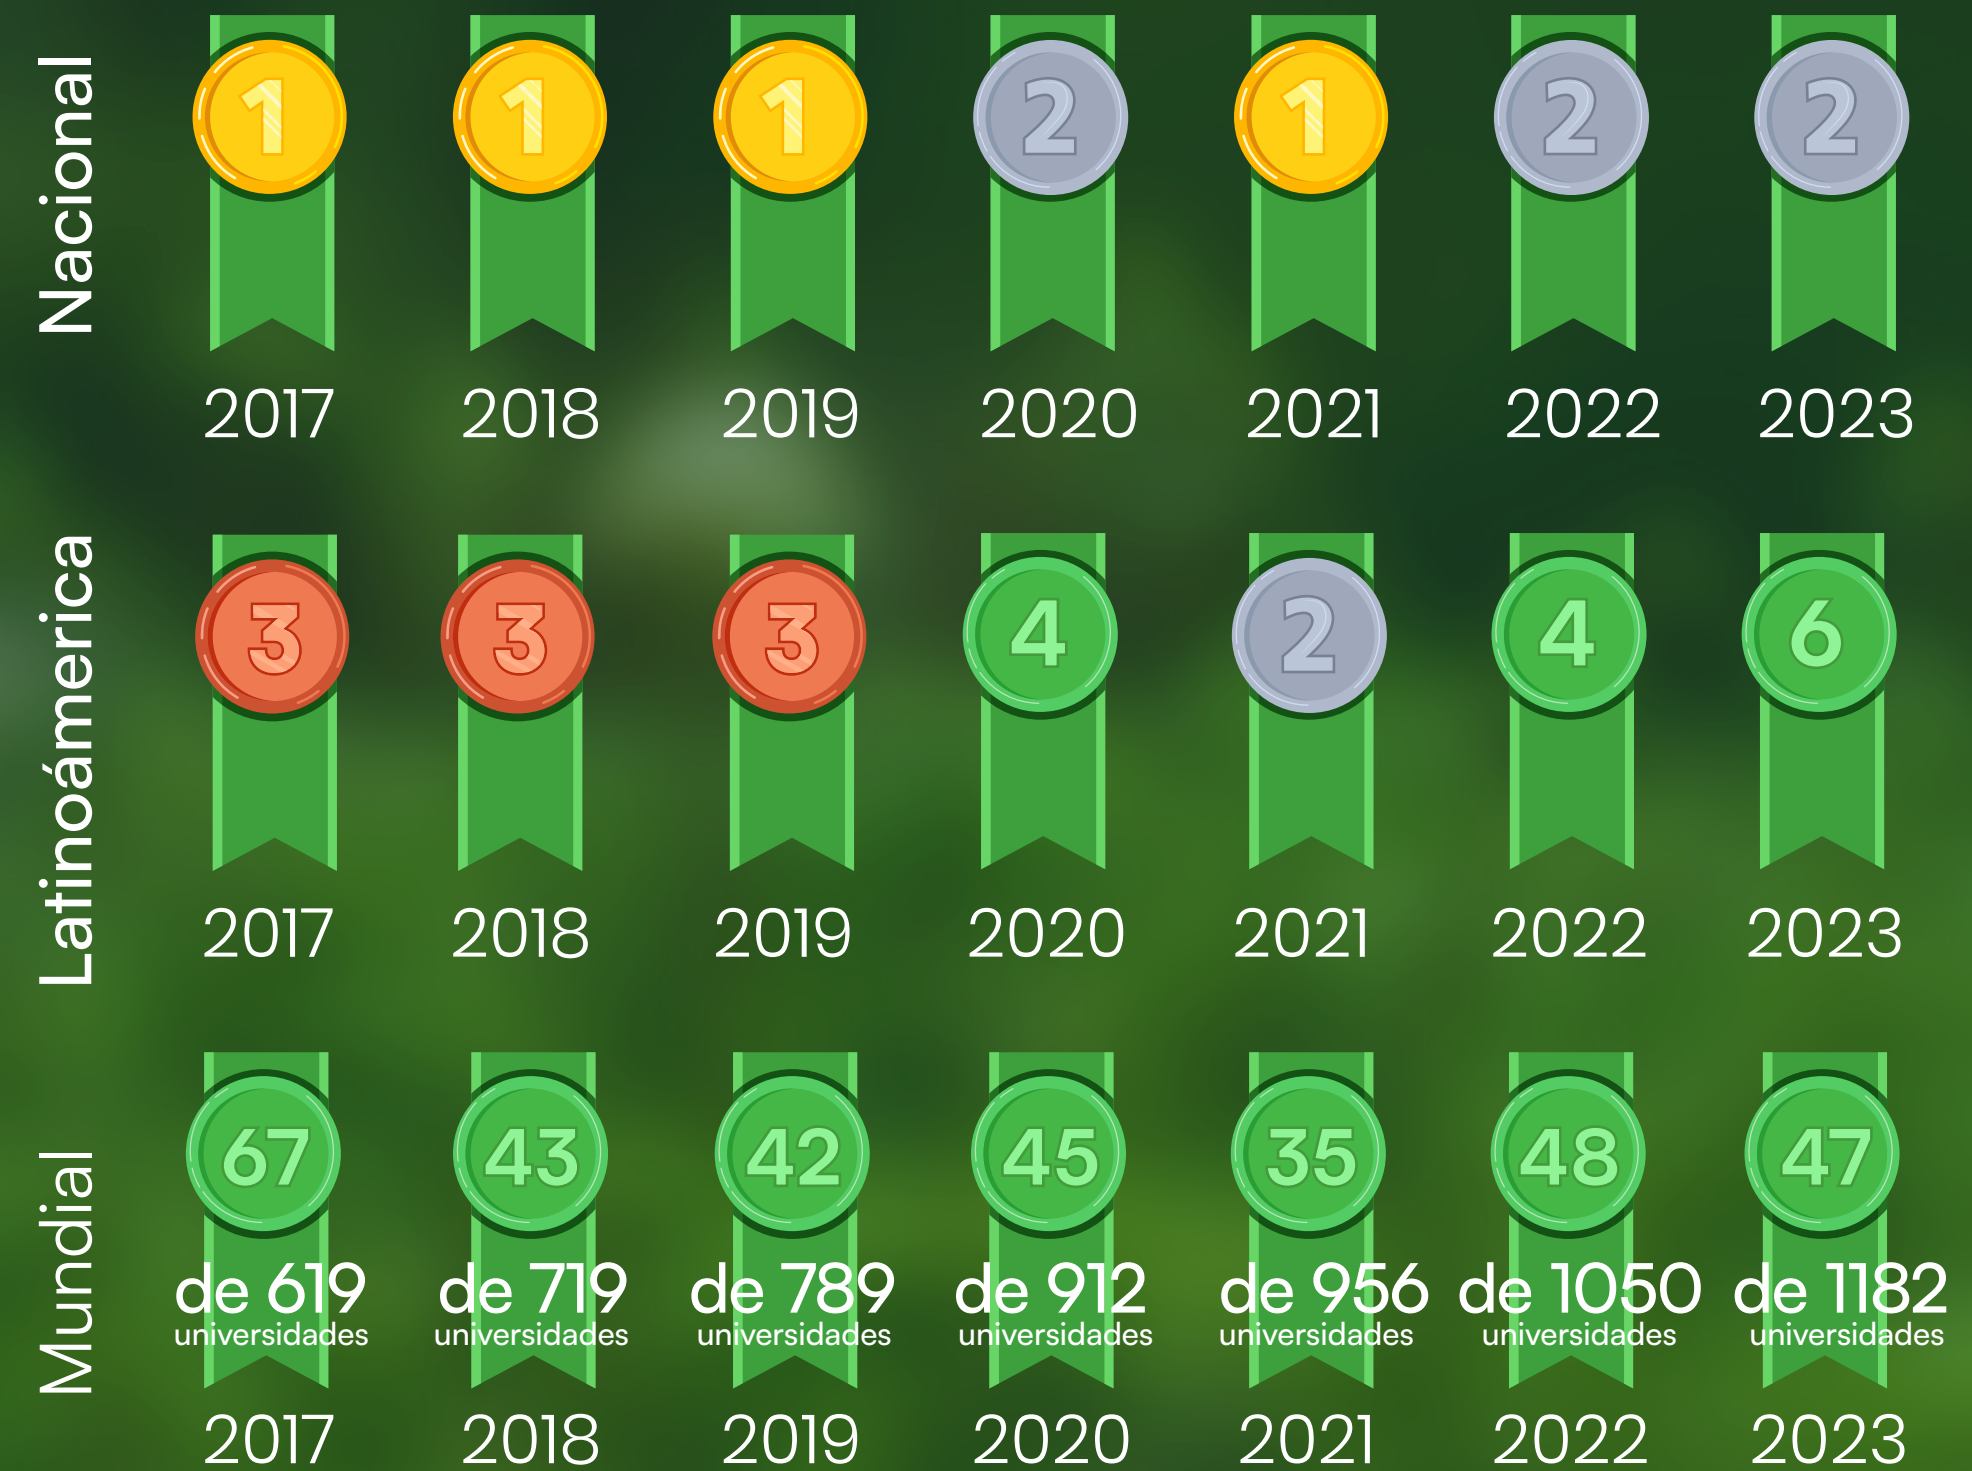 Nacional
1 1 1 2 1 2 2
2017 2018 2019 2020 2021 2022 2023
Latinoámerica
3 3 3 4 2 4 6
2017 2018 2019 2020 2021 2022 2023
Mundial
67 43 42 45 35 48 47
de 619 de 719 de 789 de 912 de 956 de 1050 de 1182
universidades universidades universidades universidades universidades universidades universidades
2017 2018 2019 2020 2021 2022 2023